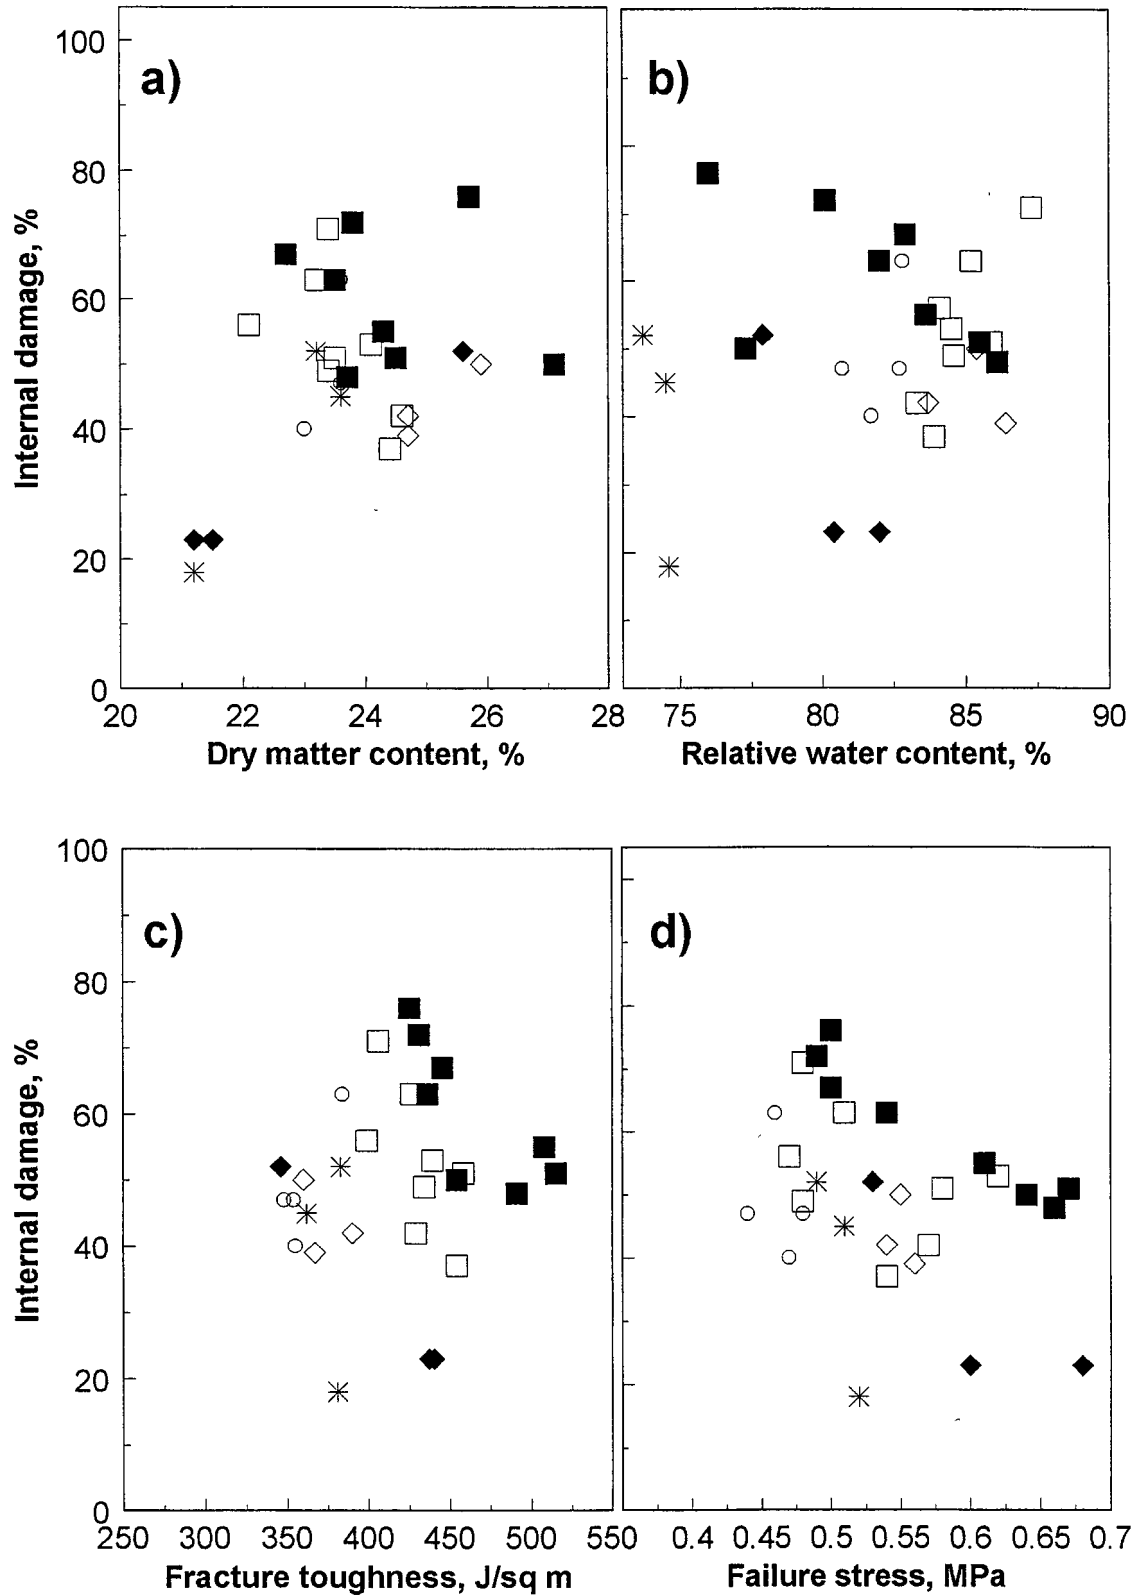 100
80
60
40
20
0
Internal damage, %
a)
b)
20 22 24 26 28 75 80 85 90
Dry matter content, % Relative water content, %
100
80
60
40
20
0
Internal damage, %
c)
d)
250 300 350 400 450 500 550 0.4 0.45 0.5 0.55 0.6 0.65 0.7
Fracture toughness, J/sq m Failure stress, MPa